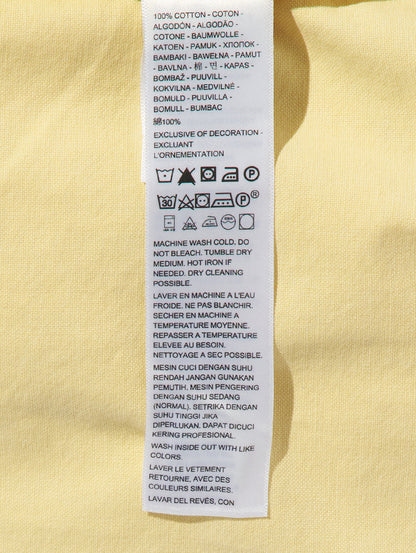 100% COTTON - COTON -
ALGODÓN - ALGODÃO -
COTONE - BAUMWOLLE -
KATOEN - PAMUK - ХЛОПОК -
BAMBAKI - BAWEŁNA - PAMUT
- BAVLNA - 棉 - 면 - KAPAS -
BOMBAŽ - PUUVILL -
KOKVILNA - MEDVILNĖ -
BOMULD - PUUVILLA -
BOMULL - BUMBAC
綿100%
EXCLUSIVE OF DECORATION -
EXCLUANT
L'ORNEMENTATION
P
30 P ®
MACHINE WASH COLD. DO
NOT BLEACH. TUMBLE DRY
MEDIUM. HOT IRON IF
NEEDED. DRY CLEANING
POSSIBLE.
LAVER EN MACHINE A L'EAU
FROIDE. NE PAS BLANCHIR.
SECHER EN MACHINE A
TEMPERATURE MOYENNE.
REPASSER A TEMPERATURE
ELEVEE AU BESOIN.
NETTOYAGE A SEC POSSIBLE.
MESIN CUCI DENGAN SUHU
RENDAH JANGAN GUNAKAN
PEMUTIH. MESIN PENGERING
DENGAN SUHU SEDANG
(NORMAL). SETRIKA DENGAN
SUHU TINGGI JIKA
DIPERLUKAN. DAPAT DICUCI
KERING PROFESIONAL.
WASH INSIDE OUT WITH LIKE
COLORS.
LAVER LE VETEMENT
RETOURNE, AVEC DES
COULEURS SIMILAIRES.
LAVAR DEL REVÉS, CON